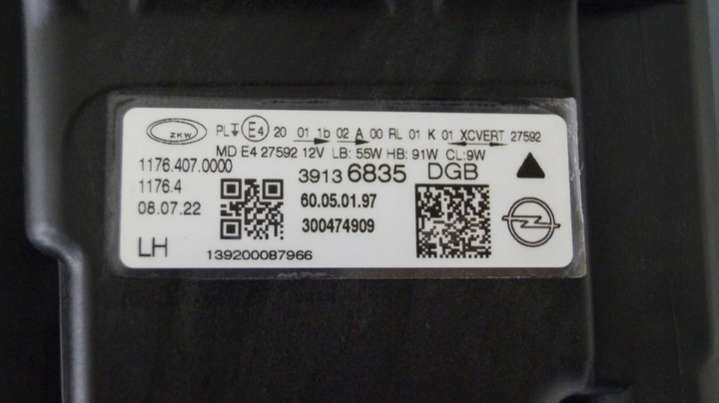 ZKW PL E4 20 01 1b 02 A 00 RL 01 K 01 XCVERT 27592
MD E4 27592 12V LB: 55W HB: 91W CL:9W
1176.407.0000
39136835 DGB
1176.4
60.05.01.97
08.07.22
300474909
LH
139200087966